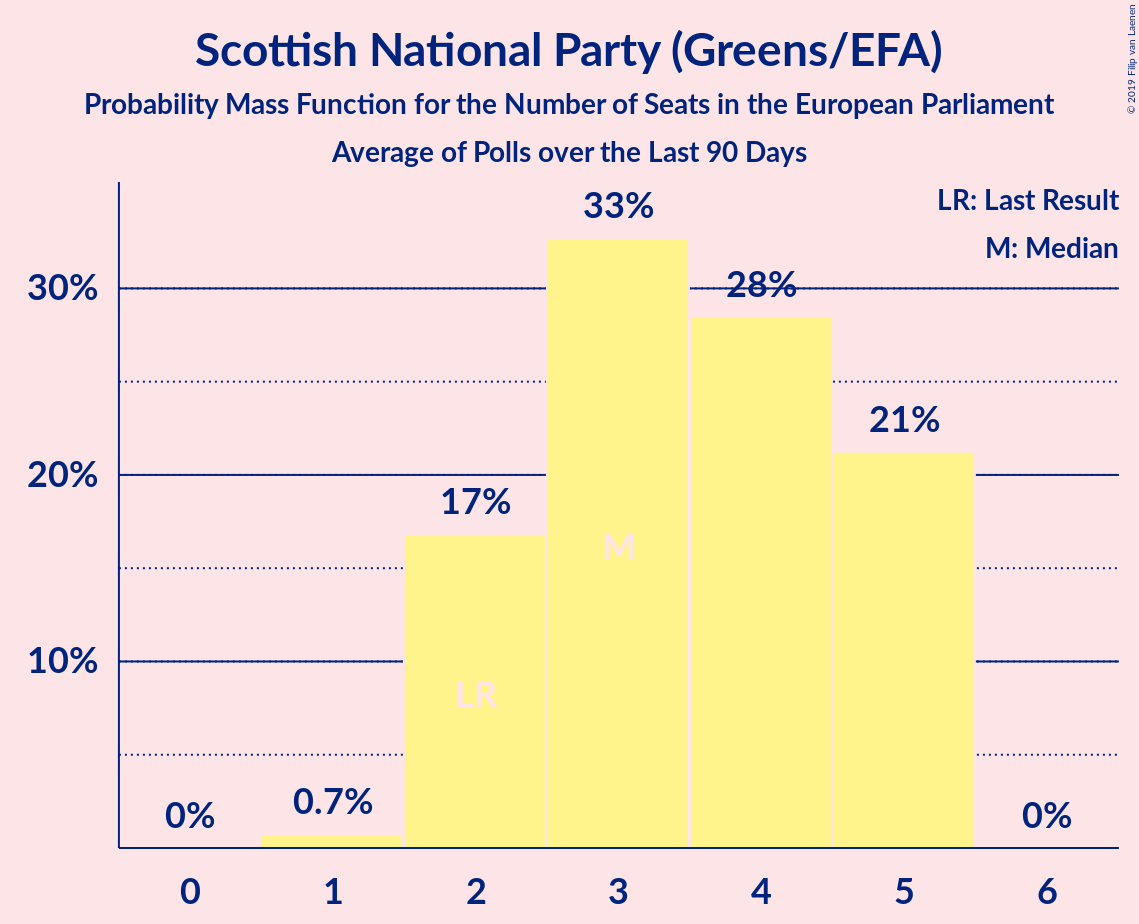 Scottish National Party (Greens/EFA)
Probability Mass Function for the Number of Seats in the European Parliament
Average of Polls over the Last 90 Days
© 2019 Filip van Laenen
LR: Last Result
M: Median
33%
30%
28%
21%
20%
17%
M
10%
LR
0%
0.7%
0%
0 1 2 3 4 5 6